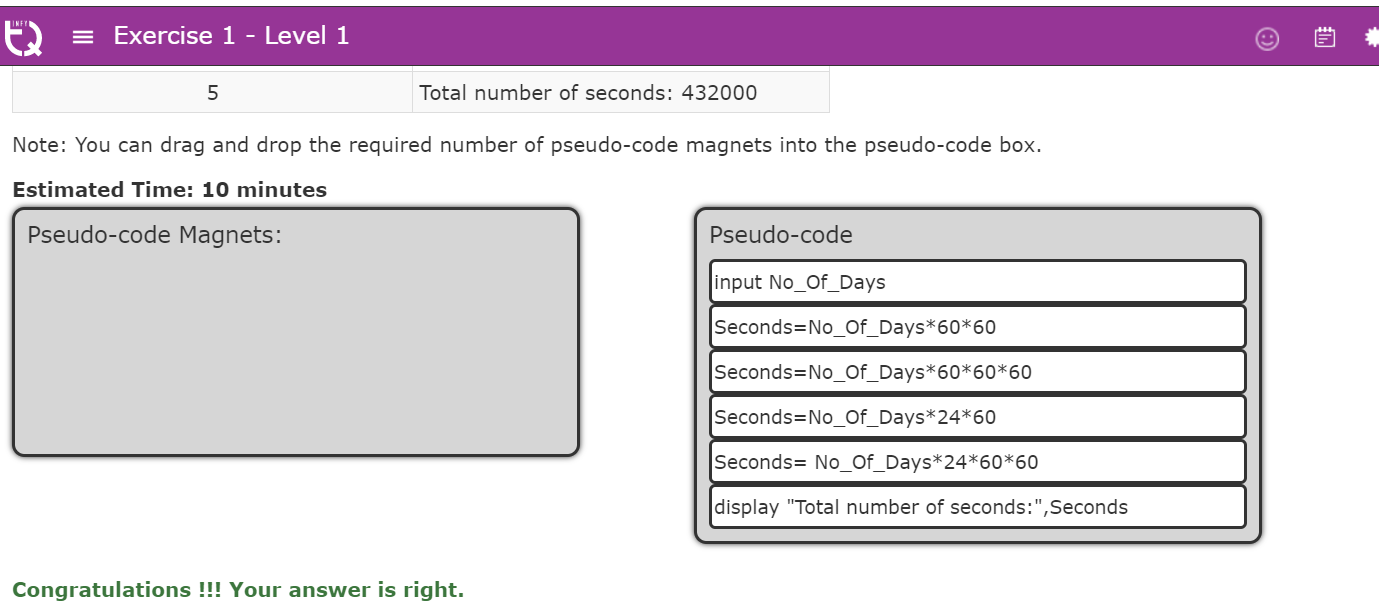 INFY
TQ
Exercise 1 - Level 1
5
Total number of seconds: 432000
Note: You can drag and drop the required number of pseudo-code magnets into the pseudo-code box.
Estimated Time: 10 minutes
Pseudo-code Magnets:
Pseudo-code
input No_Of_Days
Seconds=No_Of_Days*60*60
Seconds=No_Of_Days*60*60*60
Seconds=No_Of_Days*24*60
Seconds= No_Of_Days*24*60*60
display "Total number of seconds:",Seconds
Congratulations !!! Your answer is right.